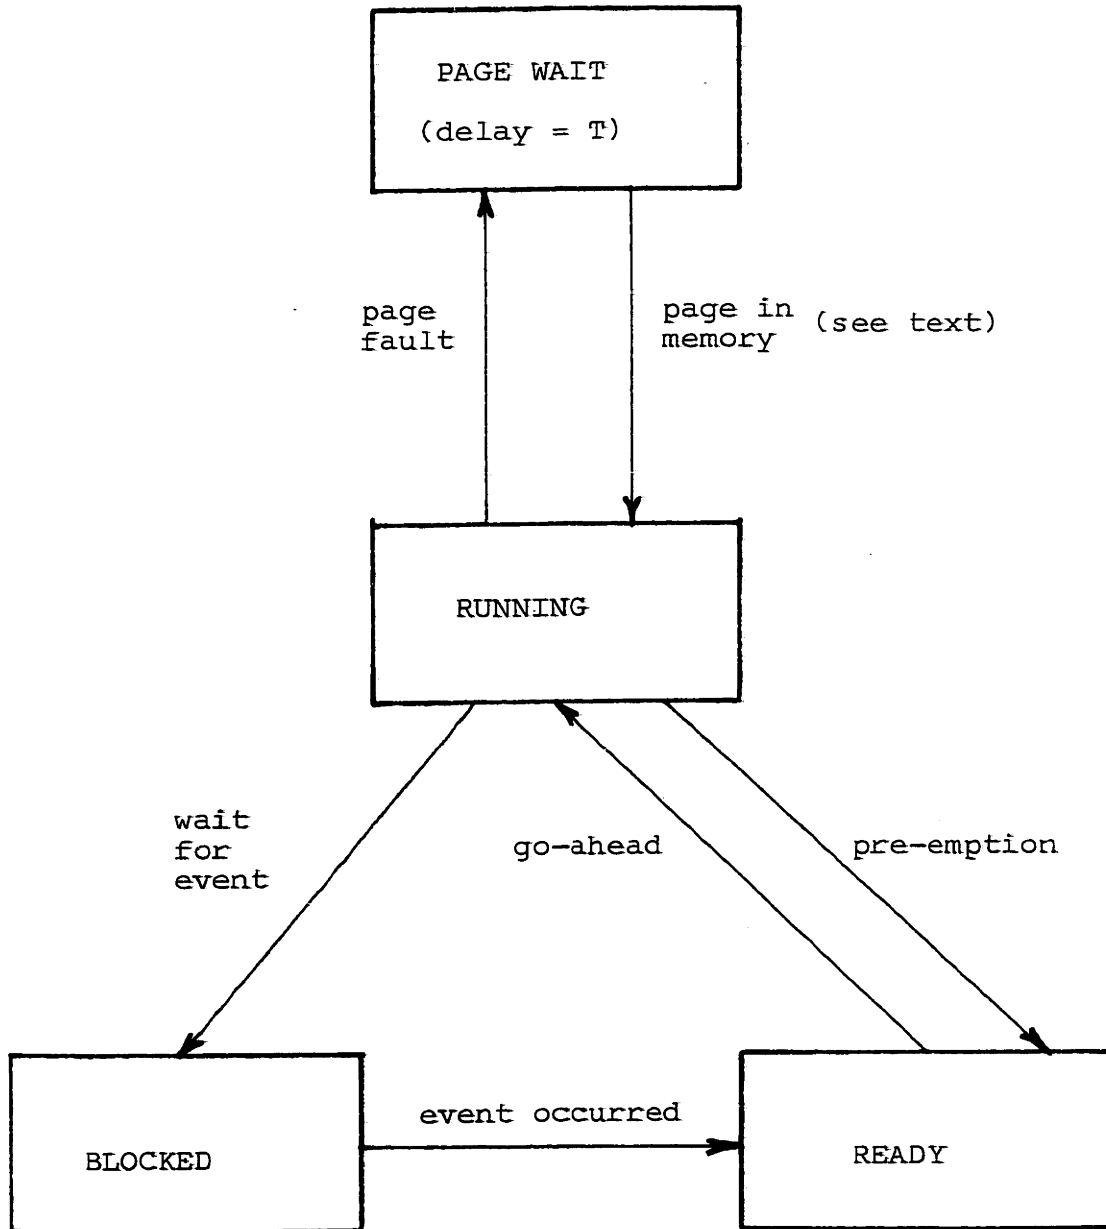 PAGE WAIT
(delay = T)
page
fault
page in
memory
(see text)
RUNNING
wait
for
event
go-ahead
pre-emption
event occurred
BLOCKED
READY